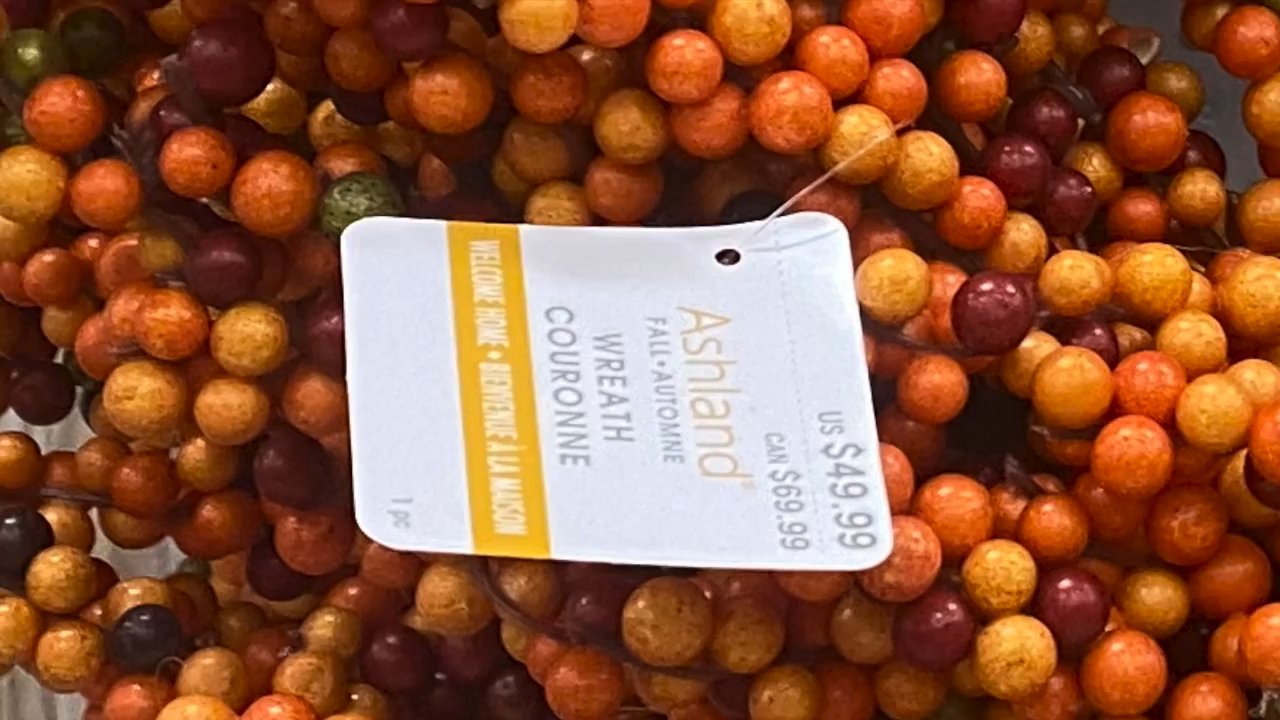 US $49.99
CAN $69.99
Ashland
FALL • AUTOMNE
WREATH
COURONNE
WELCOME HOME • BIENVENUE À LA MAISON
1 pc